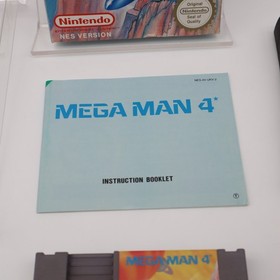 Nintendo
NES VERSION
Original
Nintendo
Seal of
Quality
MEGA MAN 4
INSTRUCTION BOOKLET
MEGA MAN 4